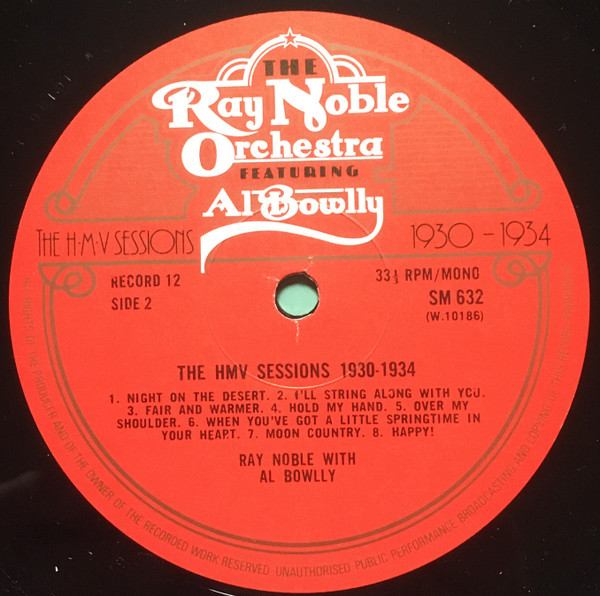 THE
Ray Noble
Orchestra
FEATURING
Al Bowlly
THE H·M·V SESSIONS 1930 - 1934
RECORD 12 33⅓ RPM/MONO
SIDE 2 SM 632
(W.10186)
THE HMV SESSIONS 1930-1934
1. NIGHT ON THE DESERT. 2. I'LL STRING ALONG WITH YOU.
3. FAIR AND WARMER. 4. HOLD MY HAND. 5. OVER MY
SHOULDER. 6. WHEN YOU'VE GOT A LITTLE SPRINGTIME IN
YOUR HEART. 7. MOON COUNTRY. 8. HAPPY!
RAY NOBLE WITH
AL BOWLLY
ALL RIGHTS OF THE PRODUCER AND OF THE OWNER OF THE RECORDED WORK RESERVED · UNAUTHORISED PUBLIC PERFORMANCE BROADCASTING AND COPYING OF THIS RECORD PROHIBITED